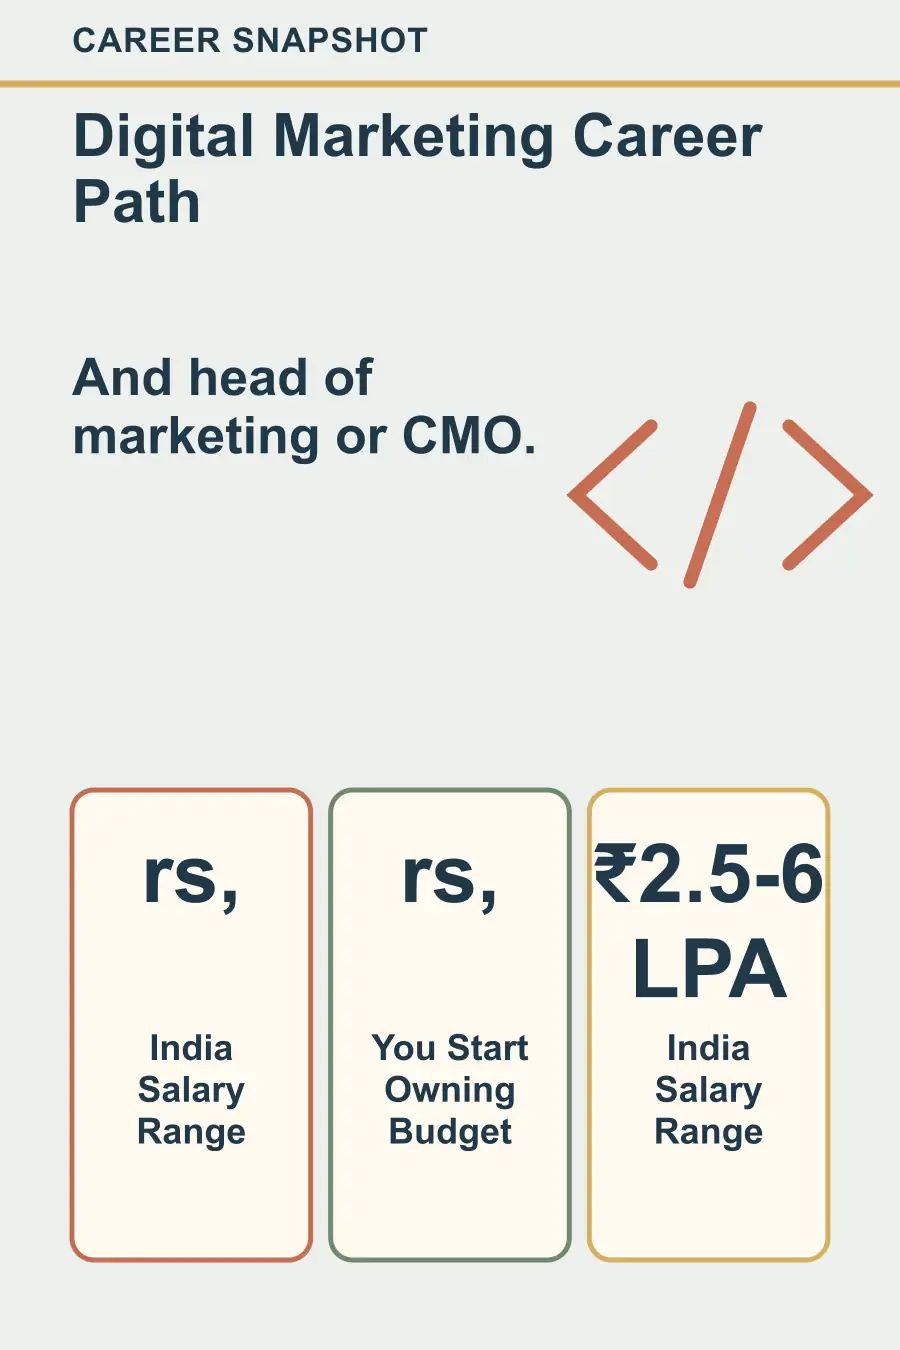 CAREER SNAPSHOT
Digital Marketing Career
Path
And head of
marketing or CMO.
rs,
India
Salary
Range
rs,
You Start
Owning
Budget
₹2.5-6
LPA
India
Salary
Range